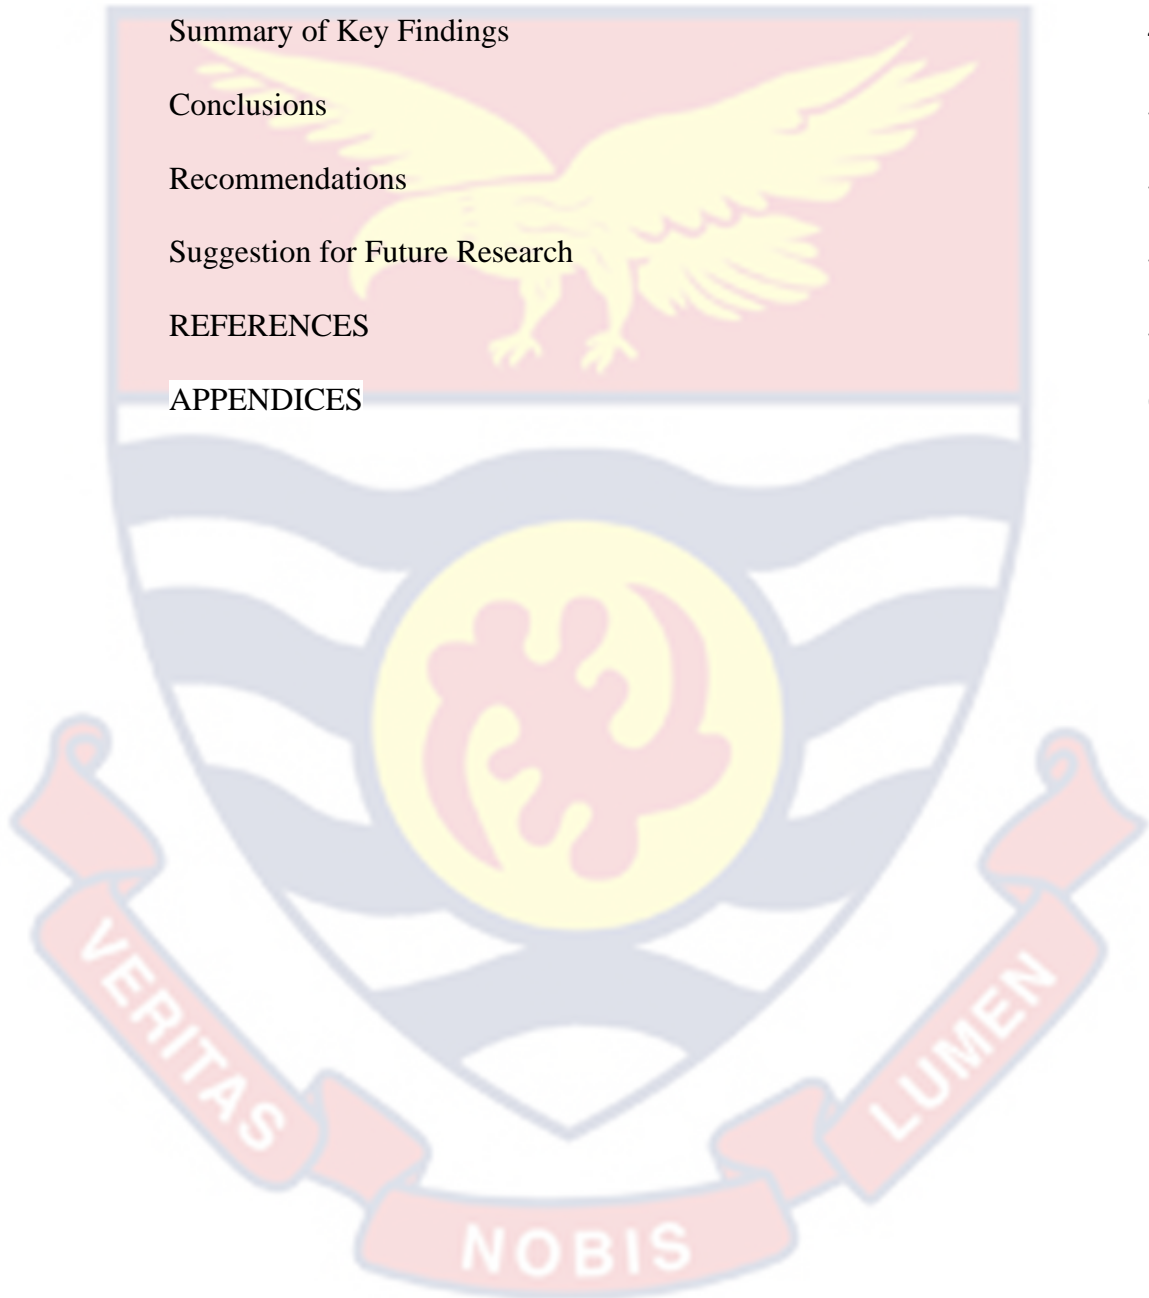 Summary of Key Findings
Conclusions
Recommendations
Suggestion for Future Research
REFERENCES
APPENDICES
VERITAS
NOBIS
LUMEN